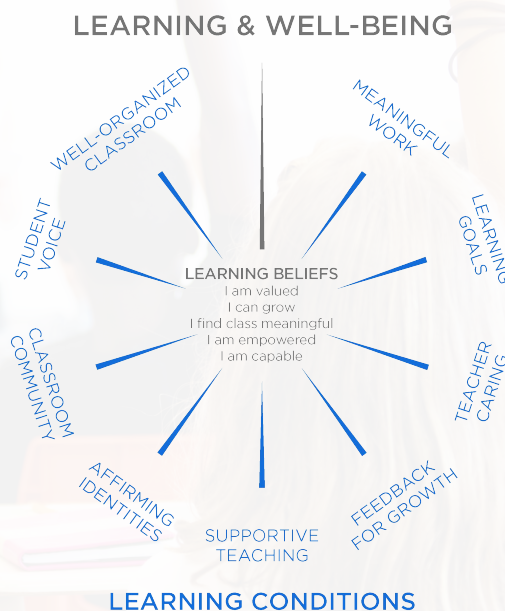 LEARNING & WELL-BEING
WELL-ORGANIZED
CLASSROOM
MEANINGFUL
WORK
STUDENT
VOICE
LEARNING
GOALS
LEARNING BELIEFS
I am valued
I can grow
I find class meaningful
I am empowered
I am capable
CLASSROOM
COMMUNITY
TEACHER
CARING
AFFIRMING
IDENTITIES
FEEDBACK
FOR GROWTH
SUPPORTIVE
TEACHING
LEARNING CONDITIONS